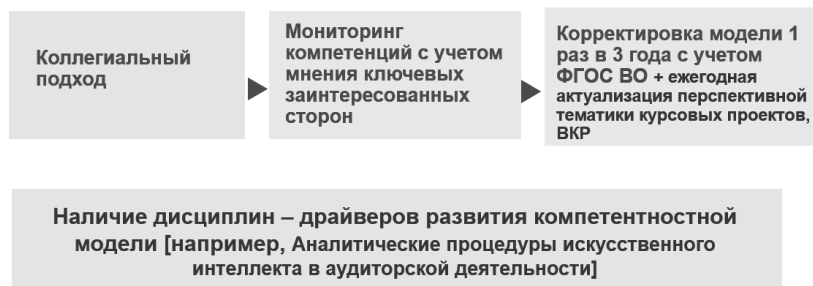 Коллегиальный
подход
Мониторинг
компетенций с учетом
мнения ключевых
заинтересованных
сторон
Корректировка модели 1
раз в 3 года с учетом
ФГОС ВО + ежегодная
актуализация перспективной
тематики курсовых проектов,
ВКР
Наличие дисциплин – драйверов развития компетентностной
модели [например, Аналитические процедуры искусственного
интеллекта в аудиторской деятельности]